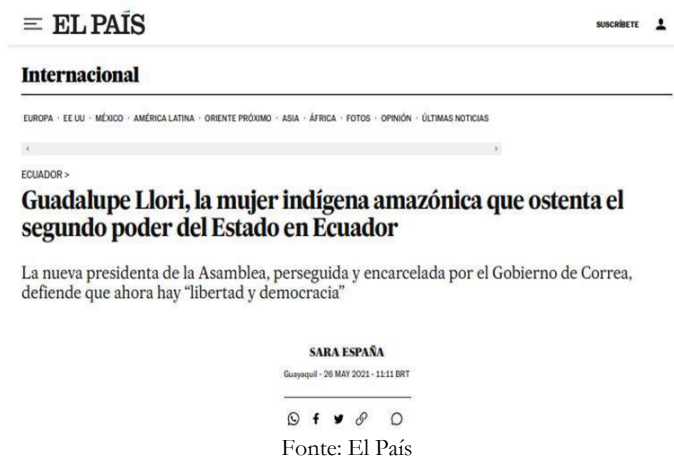 EL PAÍS
SUSCRÍBETE
Internacional
EUROPA · EE UU · MÉXICO · AMÉRICA LATINA · ORIENTE PRÓXIMO · ASIA · ÁFRICA · FOTOS · OPINIÓN · ÚLTIMAS NOTICIAS
ECUADOR >
Guadalupe Llori, la mujer indígena amazónica que ostenta el
segundo poder del Estado en Ecuador
La nueva presidenta de la Asamblea, perseguida y encarcelada por el Gobierno de Correa,
defiende que ahora hay “libertad y democracia”
SARA ESPAÑA
Guayaquil - 26 MAY 2021 - 11:11 BRT
Fonte: El País